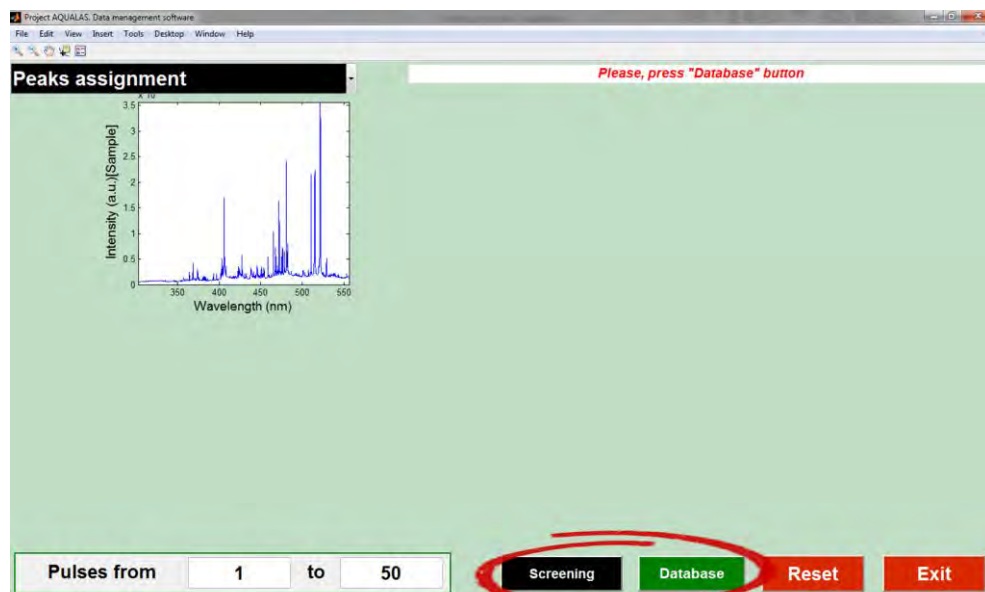 Project AQUALAS. Data management software
File Edit View Insert Tools Desktop Window Help
Peaks assignment
Please, press "Database" button
3.5
3
2.5
2
1.5
1
0.5
0
Intensity (a.u.)[Sample]
350 400 450 500 550
Wavelength (nm)
Pulses from 1 to 50
Screening Database Reset Exit